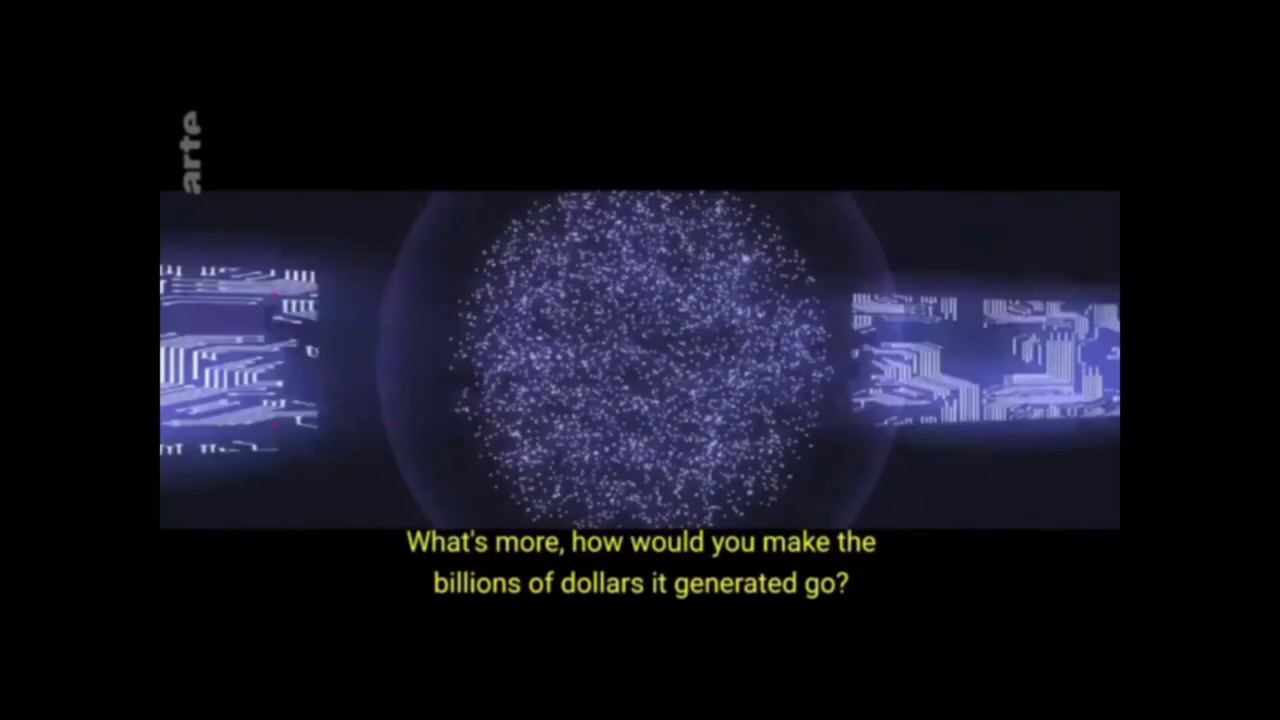 arte
What's more, how would you make the
billions of dollars it generated go?